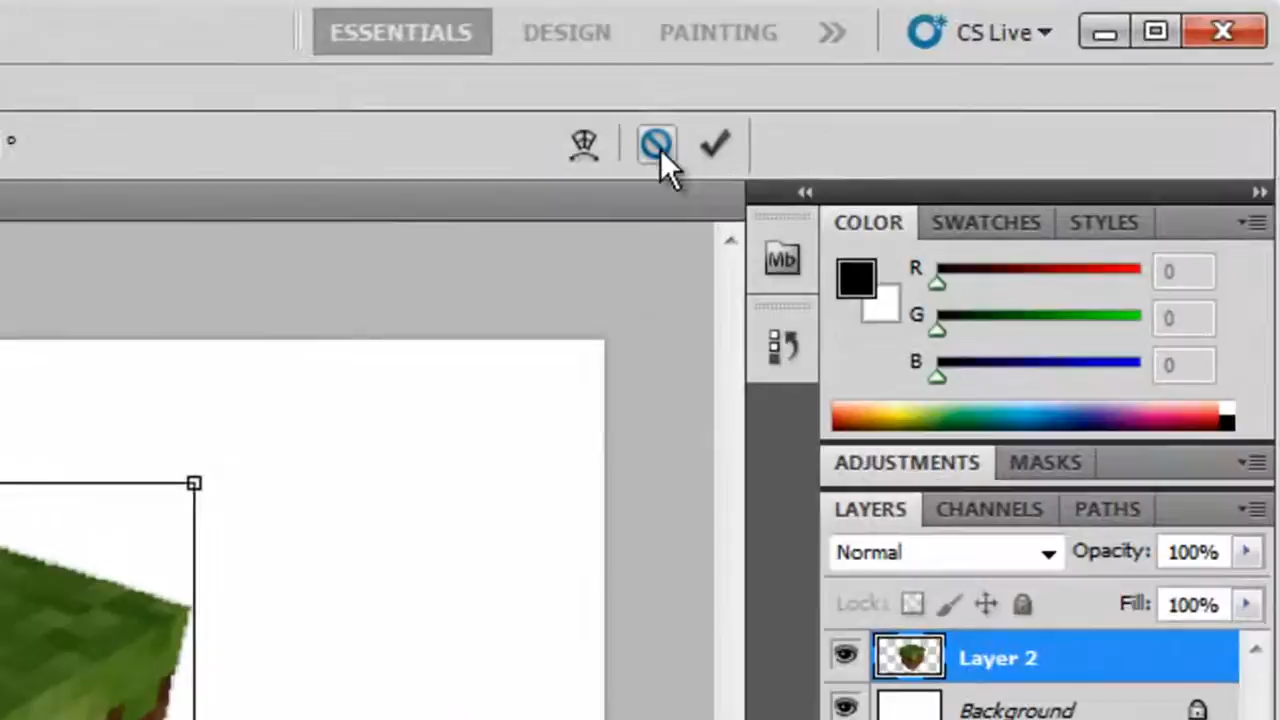 ESSENTIALS DESIGN PAINTING CS Live
°
Mb
COLOR SWATCHES STYLES
R 0
G 0
B 0
ADJUSTMENTS MASKS
LAYERS CHANNELS PATHS
Normal Opacity: 100%
Lock: Fill: 100%
Layer 2
Background